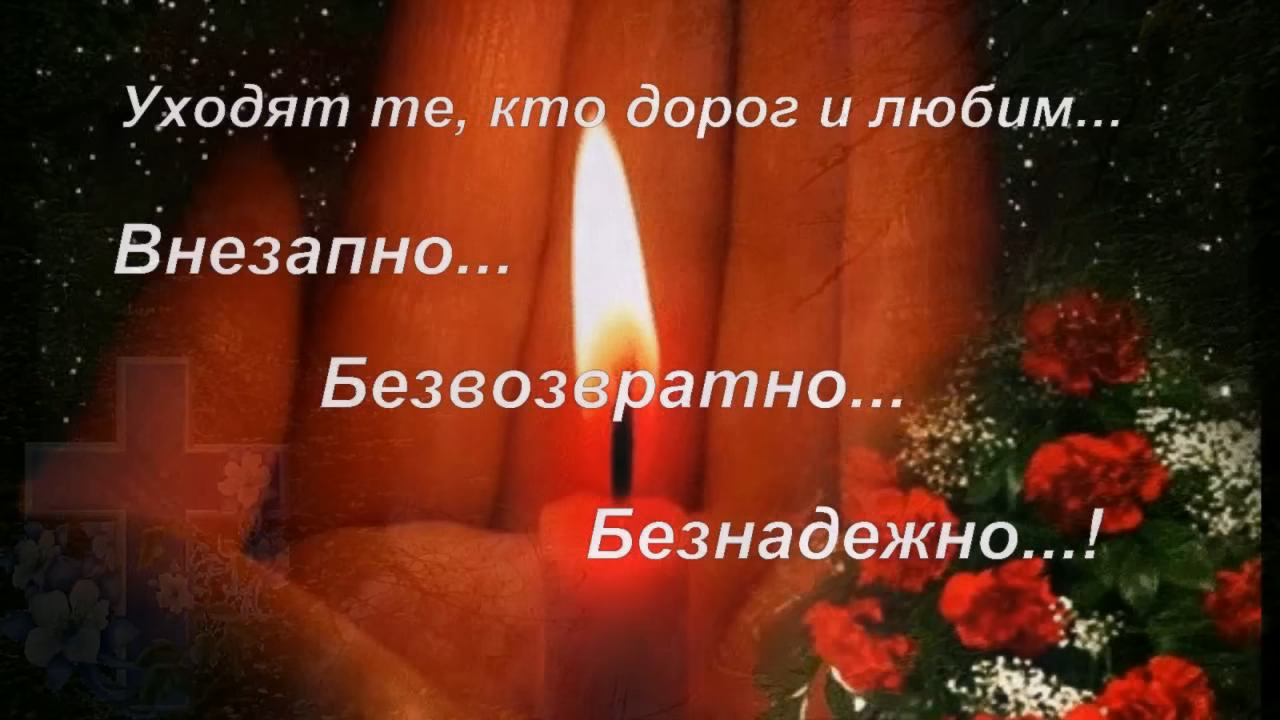 Уходят те, кто дорог и любим...
Внезапно...
Безвозвратно...
Безнадежно...!